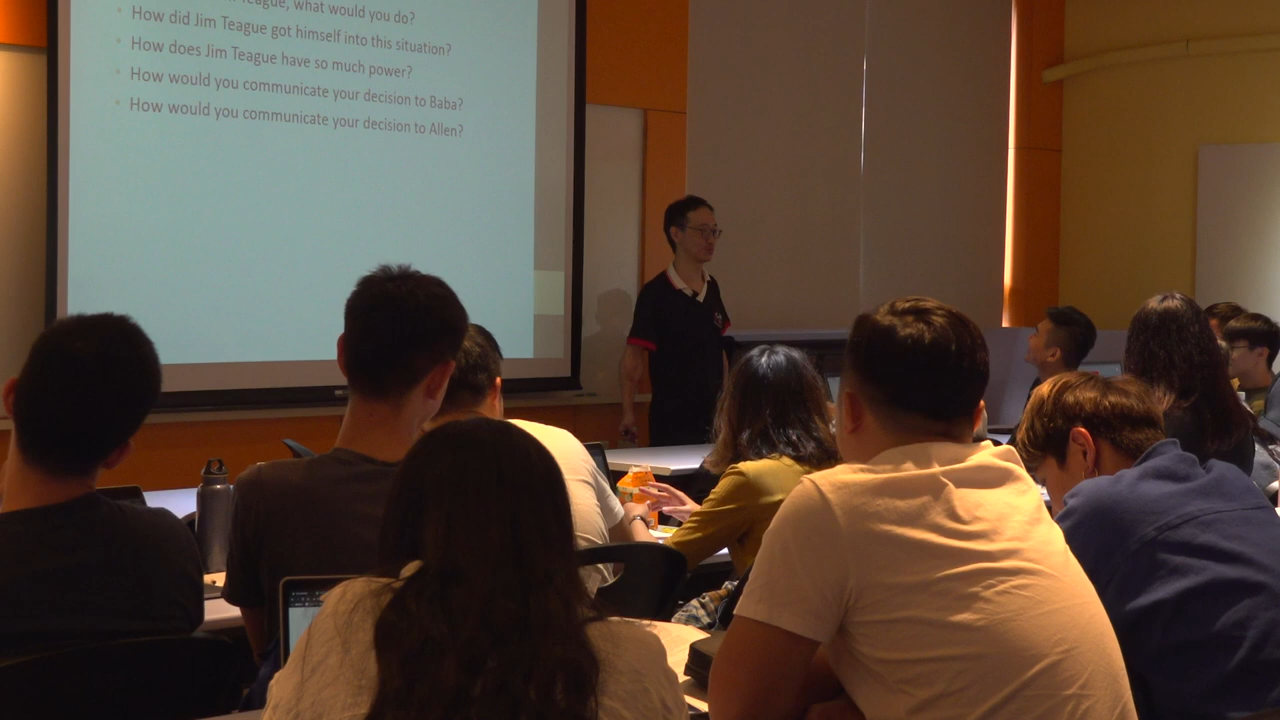 Teague, what would you do?
How did Jim Teague got himself into this situation?
How does Jim Teague have so much power?
How would you communicate your decision to Baba?
How would you communicate your decision to Allen?